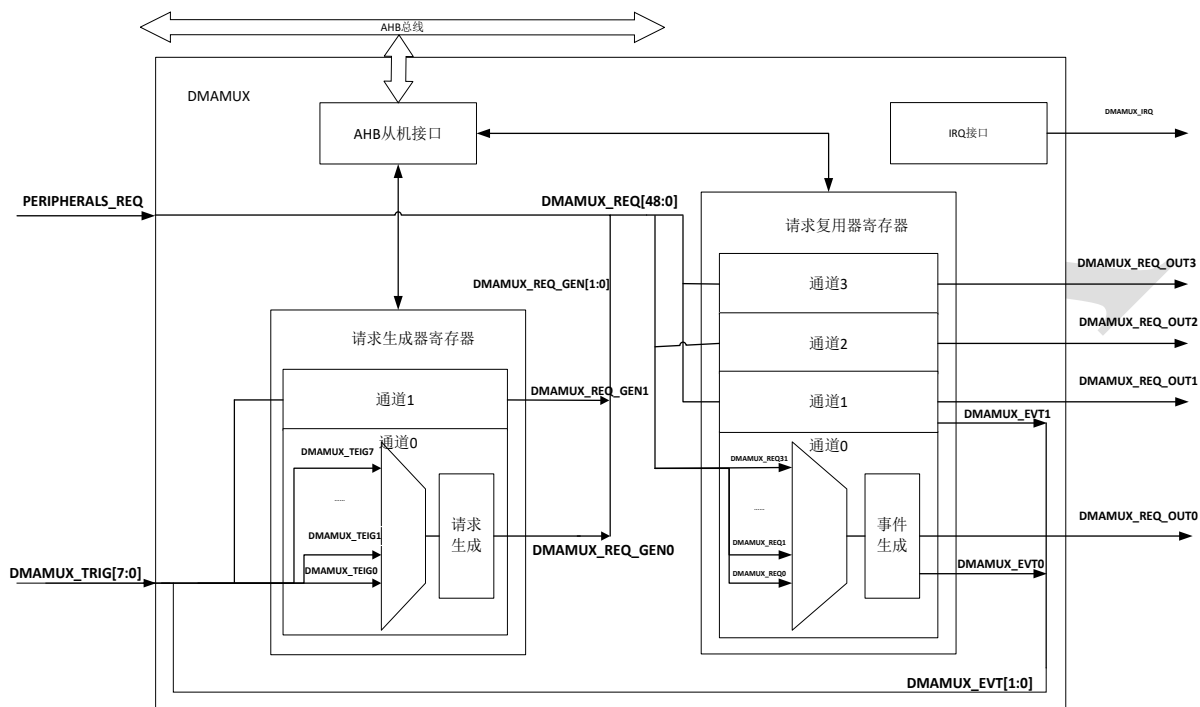 AHB总线
DMAMUX
AHB从机接口
IRQ接口
DMAMUX_IRQ
PERIPHERALS_REQ
DMAMUX_REQ[48:0]
请求复用器寄存器
DMAMUX_REQ_OUT3
通道3
DMAMUX_REQ_GEN[1:0]
DMAMUX_REQ_OUT2
请求生成器寄存器
通道2
DMAMUX_REQ_OUT1
通道1
DMAMUX_REQ_GEN1
通道1
DMAMUX_EVT1
通道0
通道0
DMAMUX_TEIG7
DMAMUX_REQ31
......
......
DMAMUX_REQ_OUT0
请求
生成
事件
生成
DMAMUX_TEIG1
DMAMUX_REQ_GEN0
DMAMUX_REQ1
DMAMUX_EVT0
DMAMUX_TRIG[7:0]
DMAMUX_TEIG0
DMAMUX_REQ0
DMAMUX_EVT[1:0]